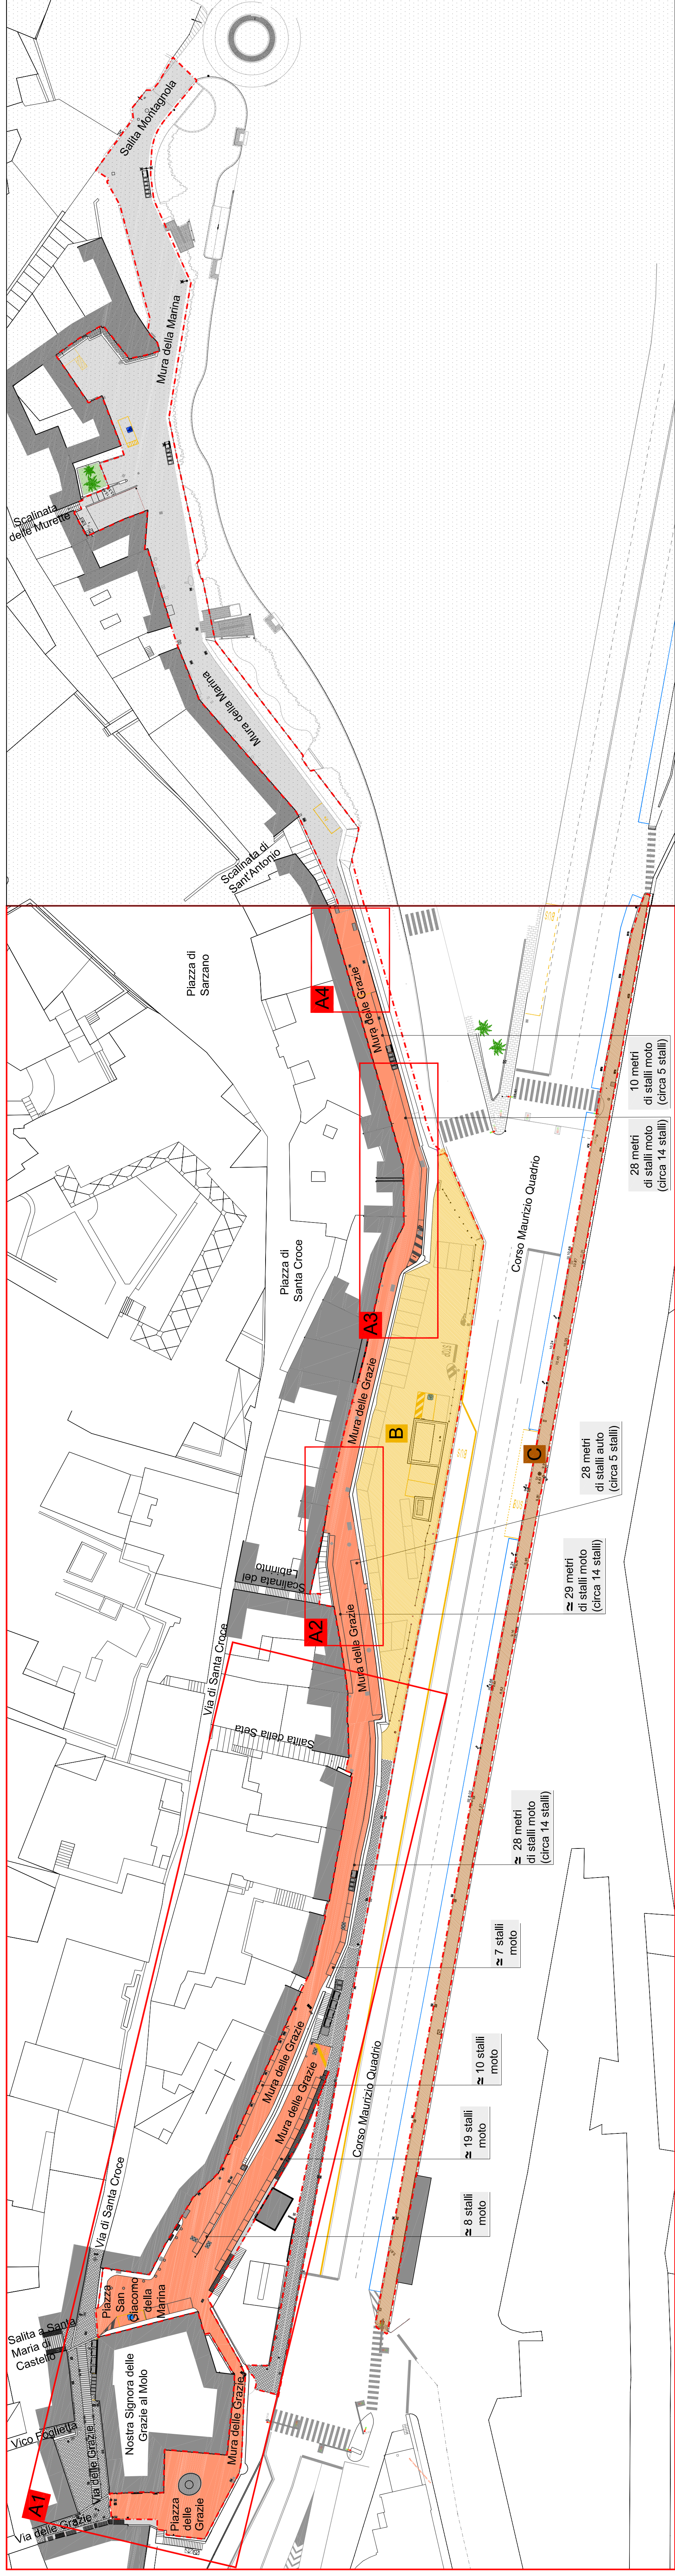 Salita Montagnola
Mura della Marina
Scalinata
delle Murette
Mura della Marina
Scalinata di
Sant'Antonio
Piazza di
Sarzano
A4
Mura delle Grazie
10 metri
di stalli moto
(circa 5 stalli)
28 metri
di stalli moto
(circa 14 stalli)
Piazza di
Santa Croce
Corso Maurizio Quadrio
A3
Mura delle Grazie
B
C
28 metri
di stalli auto
(circa 5 stalli)
Scalinata del
Labirinto
A2
Mura delle Grazie
≃ 29 metri
di stalli moto
(circa 14 stalli)
Via di Santa Croce
Salita della Seta
≃ 28 metri
di stalli moto
(circa 14 stalli)
≃ 7 stalli
moto
Mura delle Grazie
Mura delle Grazie
Corso Maurizio Quadrio
≃ 10 stalli
moto
≃ 19 stalli
moto
≃ 8 stalli
moto
Via di Santa Croce
Piazza
San
Giacomo
della
Marina
Salita a Santa
Maria di
Castello
Nostra Signora delle
Grazie al Molo
Mura delle Grazie
Vico Foglietta
Via delle Grazie
A1
Via delle Grazie
Piazza
delle
Grazie